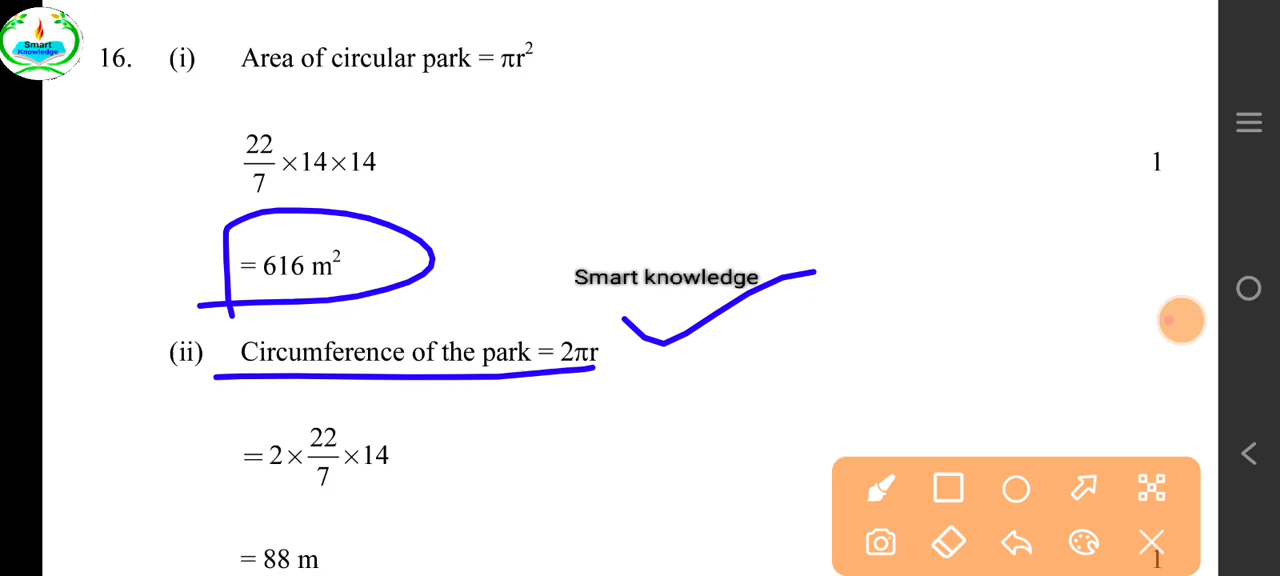 Smart
Knowledge
16. (i) Area of circular park = πr²
22/7 ×14×14 1
= 616 m²
Smart knowledge
(ii) Circumference of the park = 2πr
= 2× 22/7 ×14
= 88 m 1